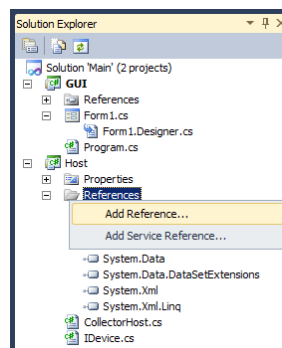 Solution Explorer
Solution 'Main' (2 projects)
GUI
References
Form1.cs
Form1.Designer.cs
Program.cs
Host
Properties
References
Add Reference...
Add Service Reference...
System.Data
System.Data.DataSetExtensions
System.Xml
System.Xml.Linq
CollectorHost.cs
IDevice.cs